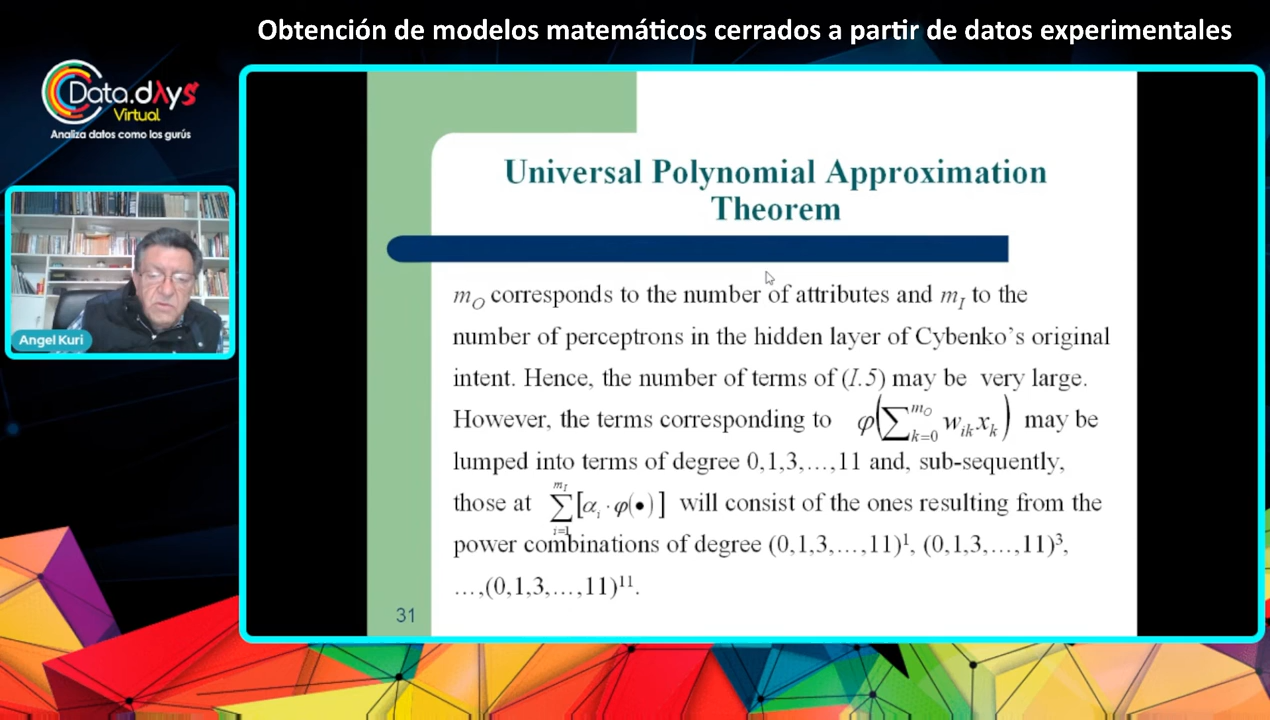 Obtención de modelos matemáticos cerrados a partir de datos experimentales
Data.dAyS
Virtual
Analiza datos como los gurús
Angel Kuri
Universal Polynomial Approximation
Theorem
m_O corresponds to the number of attributes and m_I to the
number of perceptrons in the hidden layer of Cybenko's original
intent. Hence, the number of terms of (I.5) may be very large.
However, the terms corresponding to φ(∑_{k=0}^{m_O} w_{ik}x_k) may be
lumped into terms of degree 0,1,3,…,11 and, sub-sequently,
those at ∑_{i=1}^{m_I}[α_i·φ(•)] will consist of the ones resulting from the
power combinations of degree (0,1,3,…,11)¹, (0,1,3,…,11)³,
…,(0,1,3,…,11)¹¹.
31